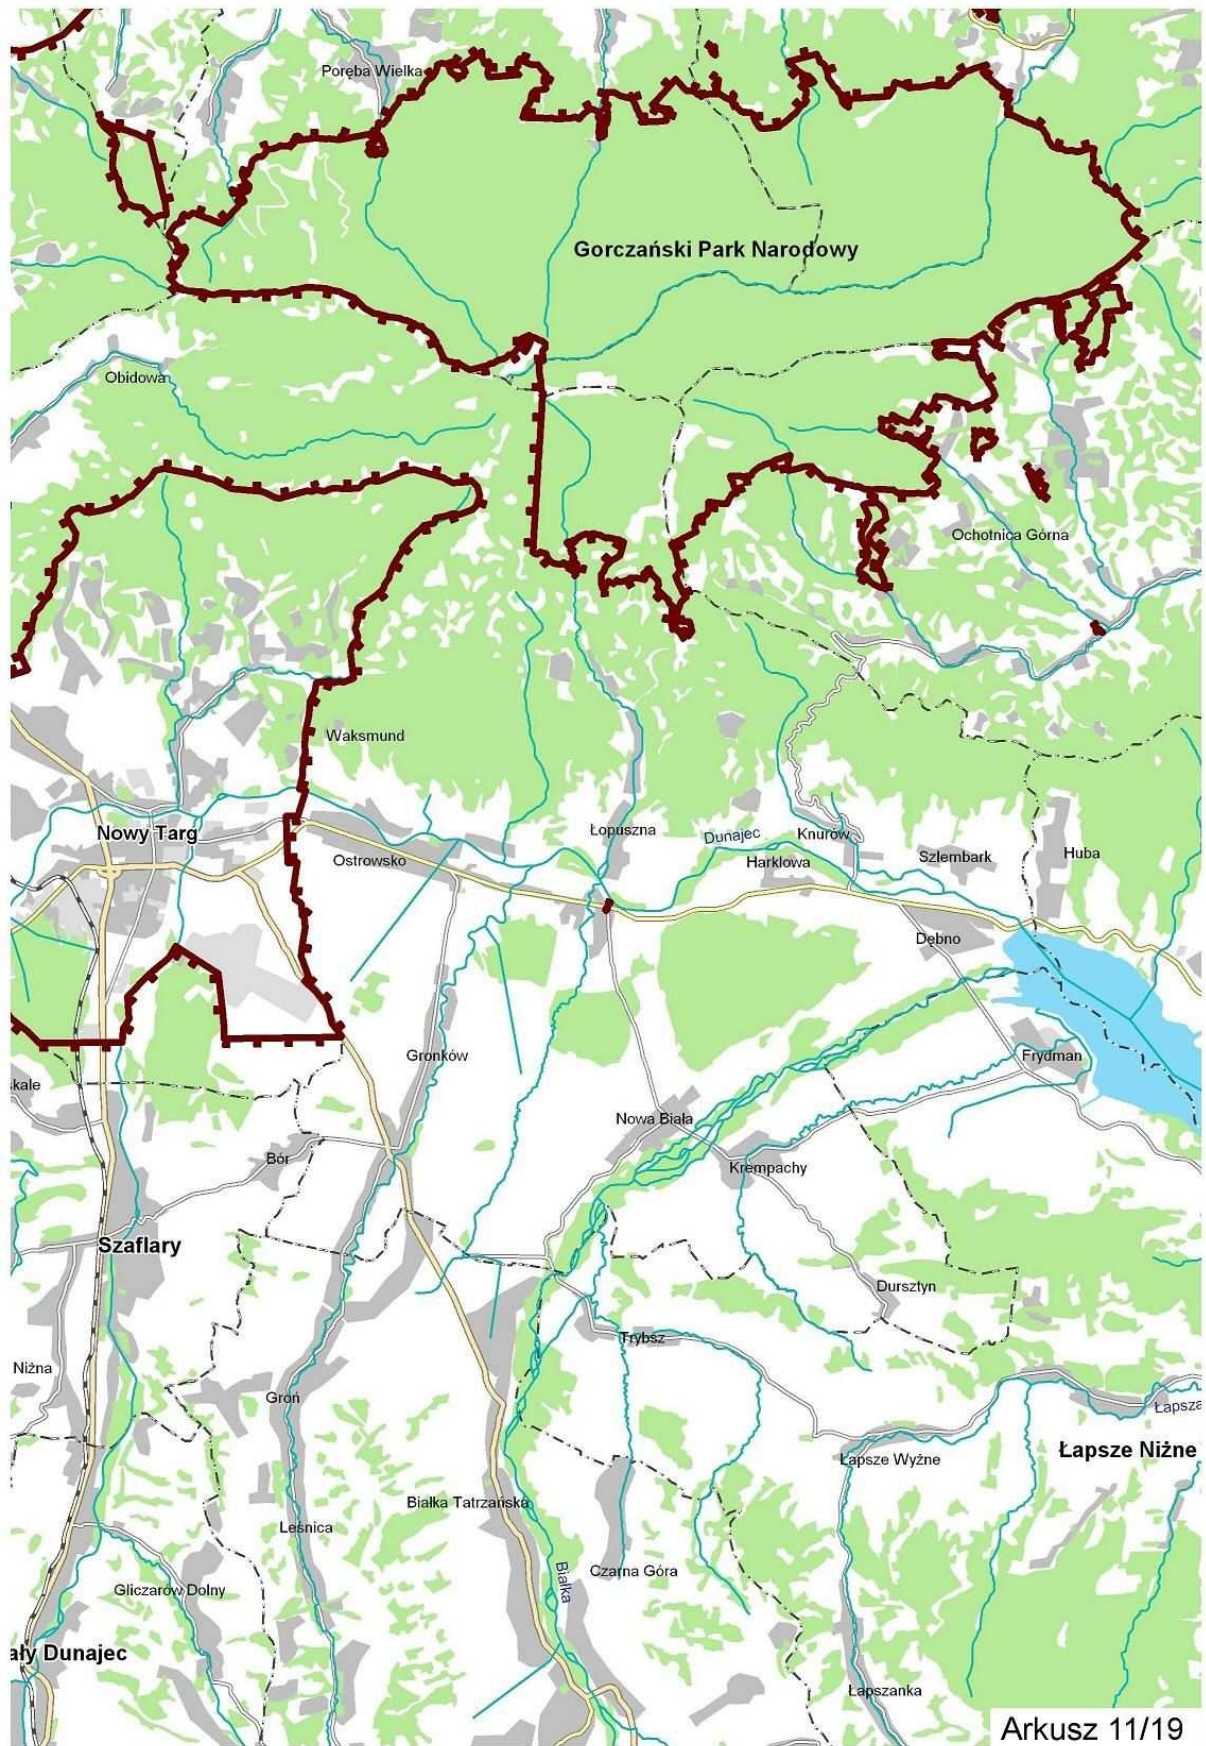 Poręba Wielka
Gorczański Park Narodowy
Obidowa
Ochotnica Górna
Waksmund
Nowy Targ
Łopuszna
Dunajec
Knurów
Ostrowsko
Harklowa
Szlembark
Huba
Dębno
Gronków
Frydman
skale
Nowa Biała
Bór
Krempachy
Szaflary
Dursztyn
Trybsz
Niżna
Groń
Łapsza
Łapsze Niżne
Łapsze Wyżne
Białka Tatrzańska
Leśnica
Białka
Czarna Góra
Gliczarów Dolny
ały Dunajec
Łapszanka
Arkusz 11/19